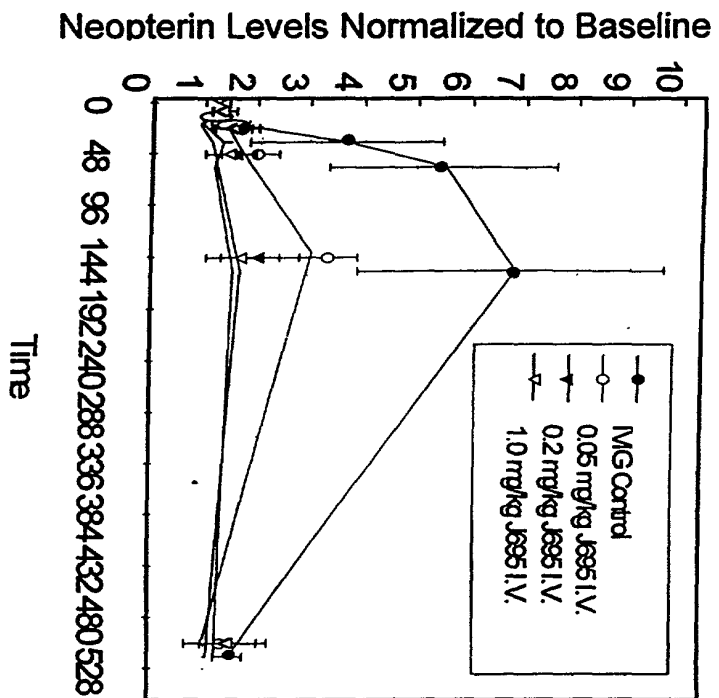 Neopterin Levels Normalized to Baseline
0 1 2 3 4 5 6 7 8 9 10
0 48 96 144 192 240 288 336 384 432 480 528
Time
IVIG Control
0.05 mg/kg J695 I.V.
0.2 mg/kg J695 I.V.
1.0 mg/kg J695 I.V.